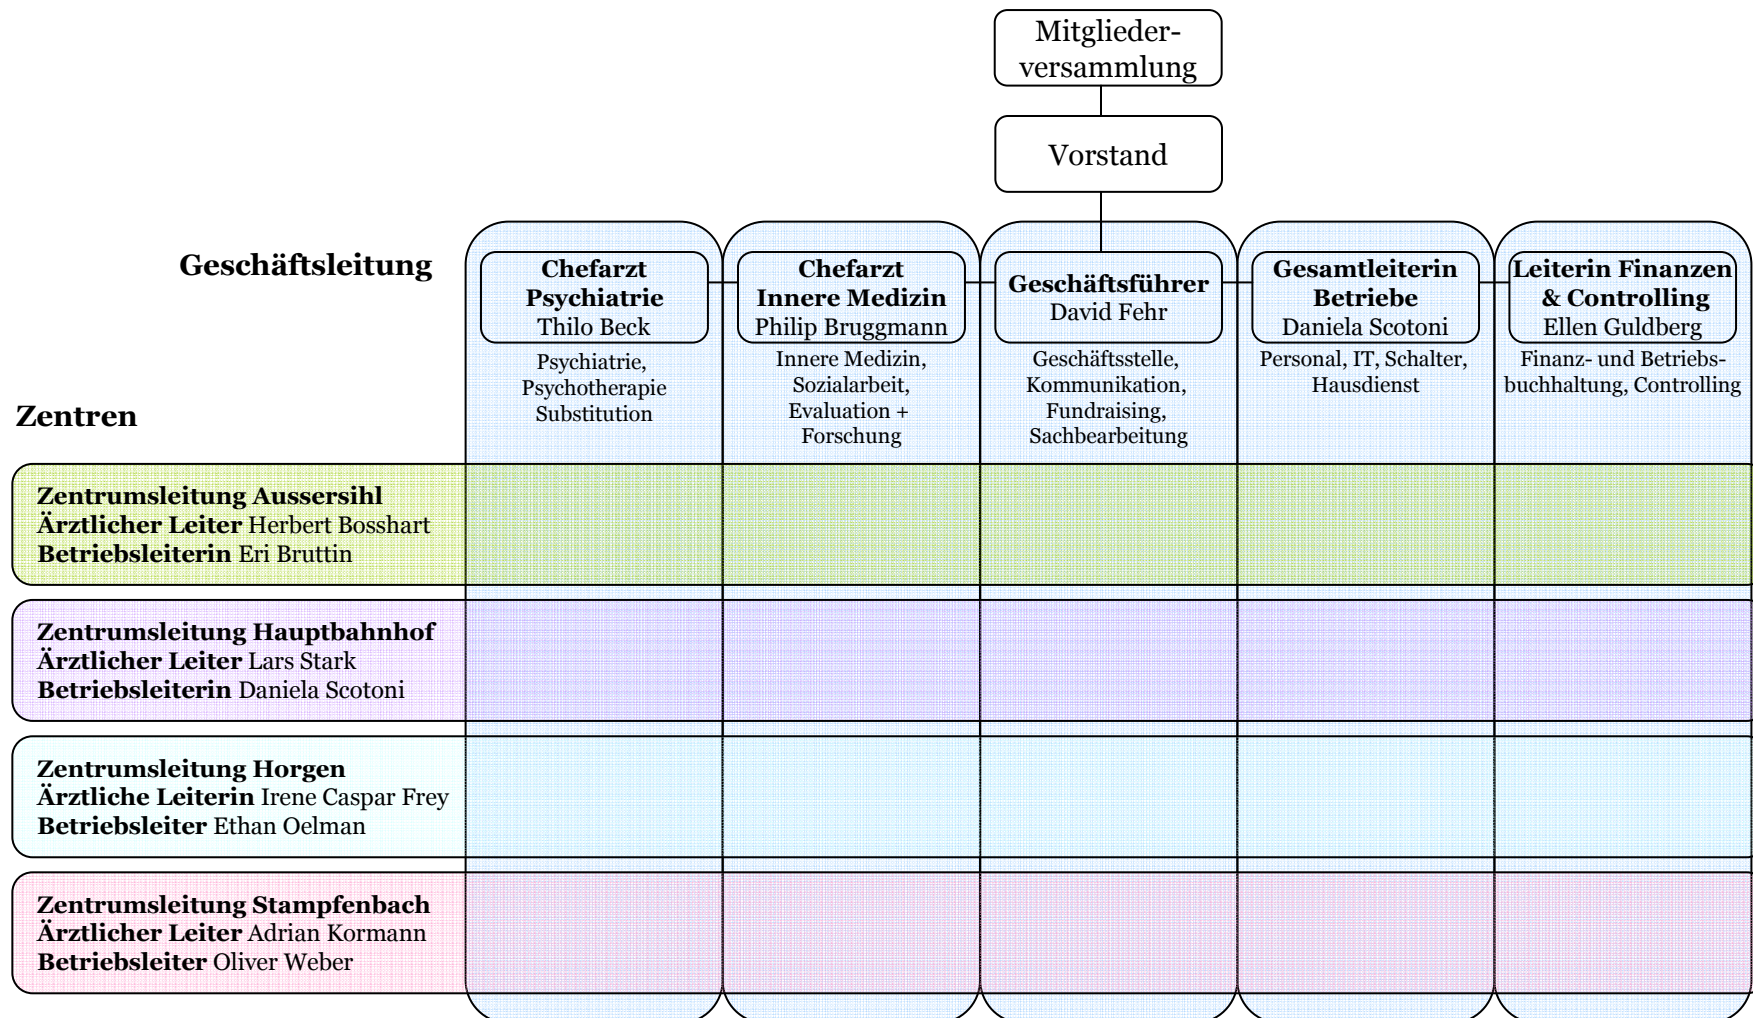 Mitglieder-
versammlung
Vorstand
Geschäftsleitung
Chefarzt
Psychiatrie
Thilo Beck
Psychiatrie,
Psychotherapie
Substitution
Chefarzt
Innere Medizin
Philip Bruggmann
Innere Medizin,
Sozialarbeit,
Evaluation +
Forschung
Geschäftsführer
David Fehr
Geschäftsstelle,
Kommunikation,
Fundraising,
Sachbearbeitung
Gesamtleiterin
Betriebe
Daniela Scotoni
Personal, IT, Schalter,
Hausdienst
Leiterin Finanzen
& Controlling
Ellen Guldberg
Finanz- und Betriebs-
buchhaltung, Controlling
Zentren
Zentrumsleitung Aussersihl
Ärztlicher Leiter Herbert Bosshart
Betriebsleiterin Eri Bruttin
Zentrumsleitung Hauptbahnhof
Ärztlicher Leiter Lars Stark
Betriebsleiterin Daniela Scotoni
Zentrumsleitung Horgen
Ärztliche Leiterin Irene Caspar Frey
Betriebsleiter Ethan Oelman
Zentrumsleitung Stampfenbach
Ärztlicher Leiter Adrian Kormann
Betriebsleiter Oliver Weber